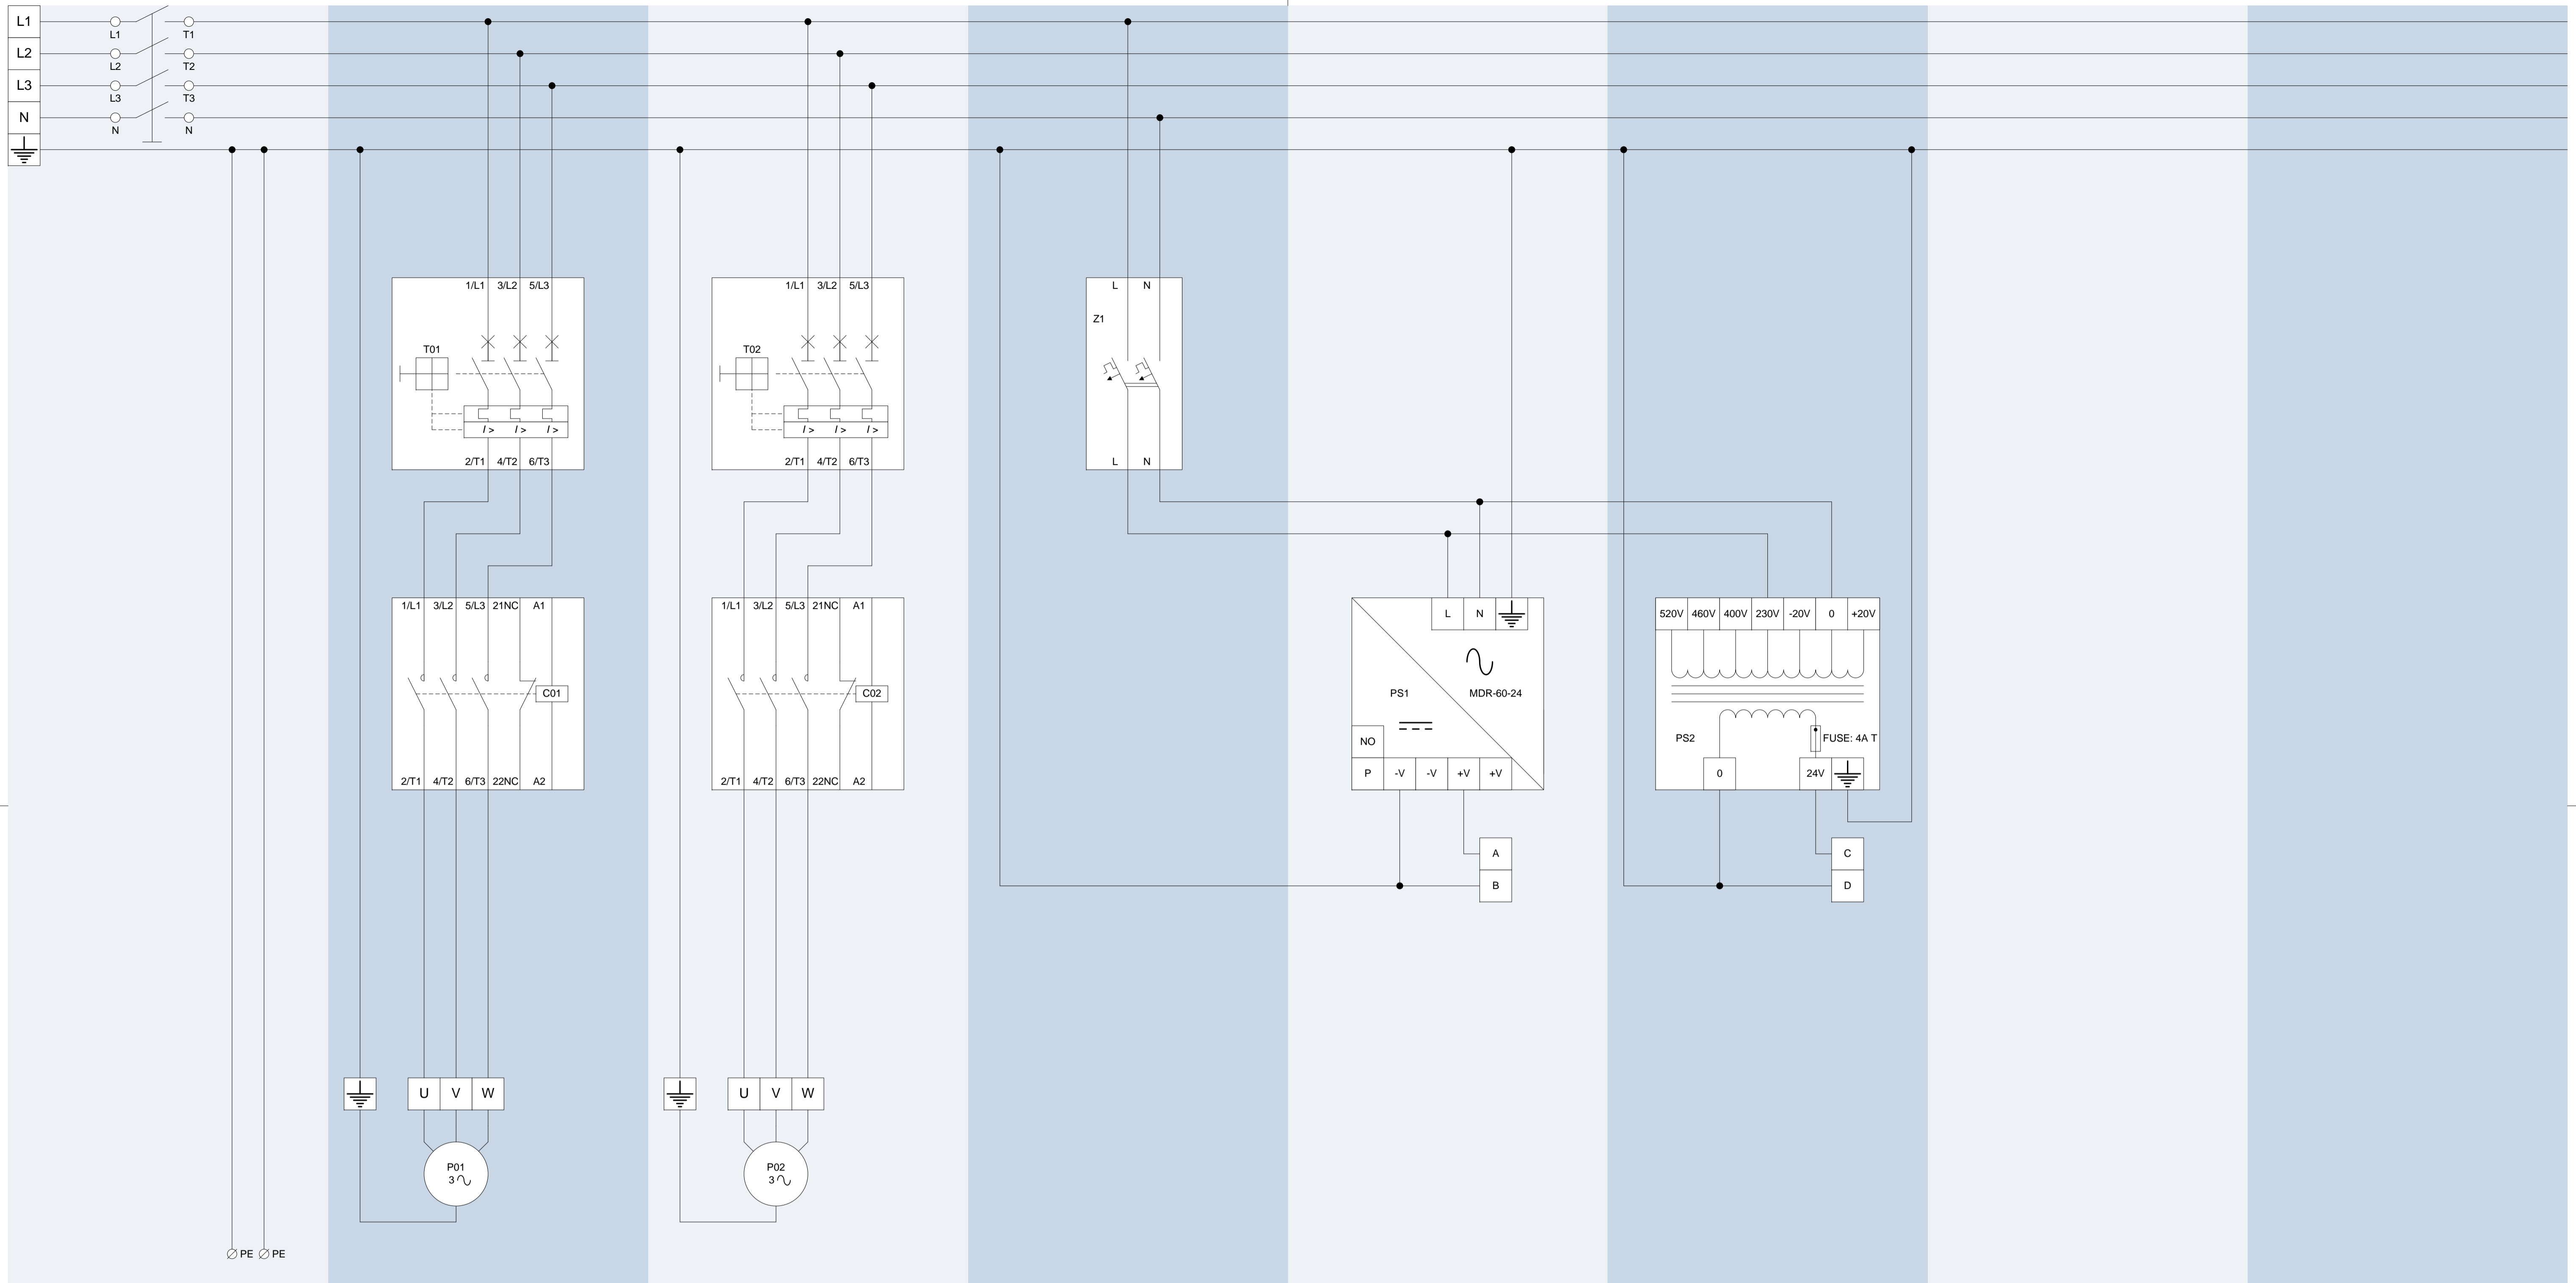 L1
L1 T1
L2
L2 T2
L3
L3 T3
N
N N
1/L1 3/L2 5/L3
1/L1 3/L2 5/L3
L N
Z1
T01
T02
I > I > I >
I > I > I >
2/T1 4/T2 6/T3
2/T1 4/T2 6/T3
L N
1/L1 3/L2 5/L3 21NC A1
1/L1 3/L2 5/L3 21NC A1
L N
520V 460V 400V 230V -20V 0 +20V
C01
C02
PS1 MDR-60-24
NO
PS2 FUSE: 4A T
P -V -V +V +V
0 24V
2/T1 4/T2 6/T3 22NC A2
2/T1 4/T2 6/T3 22NC A2
A
B
C
D
U V W
U V W
P01
3
P02
3
PE PE